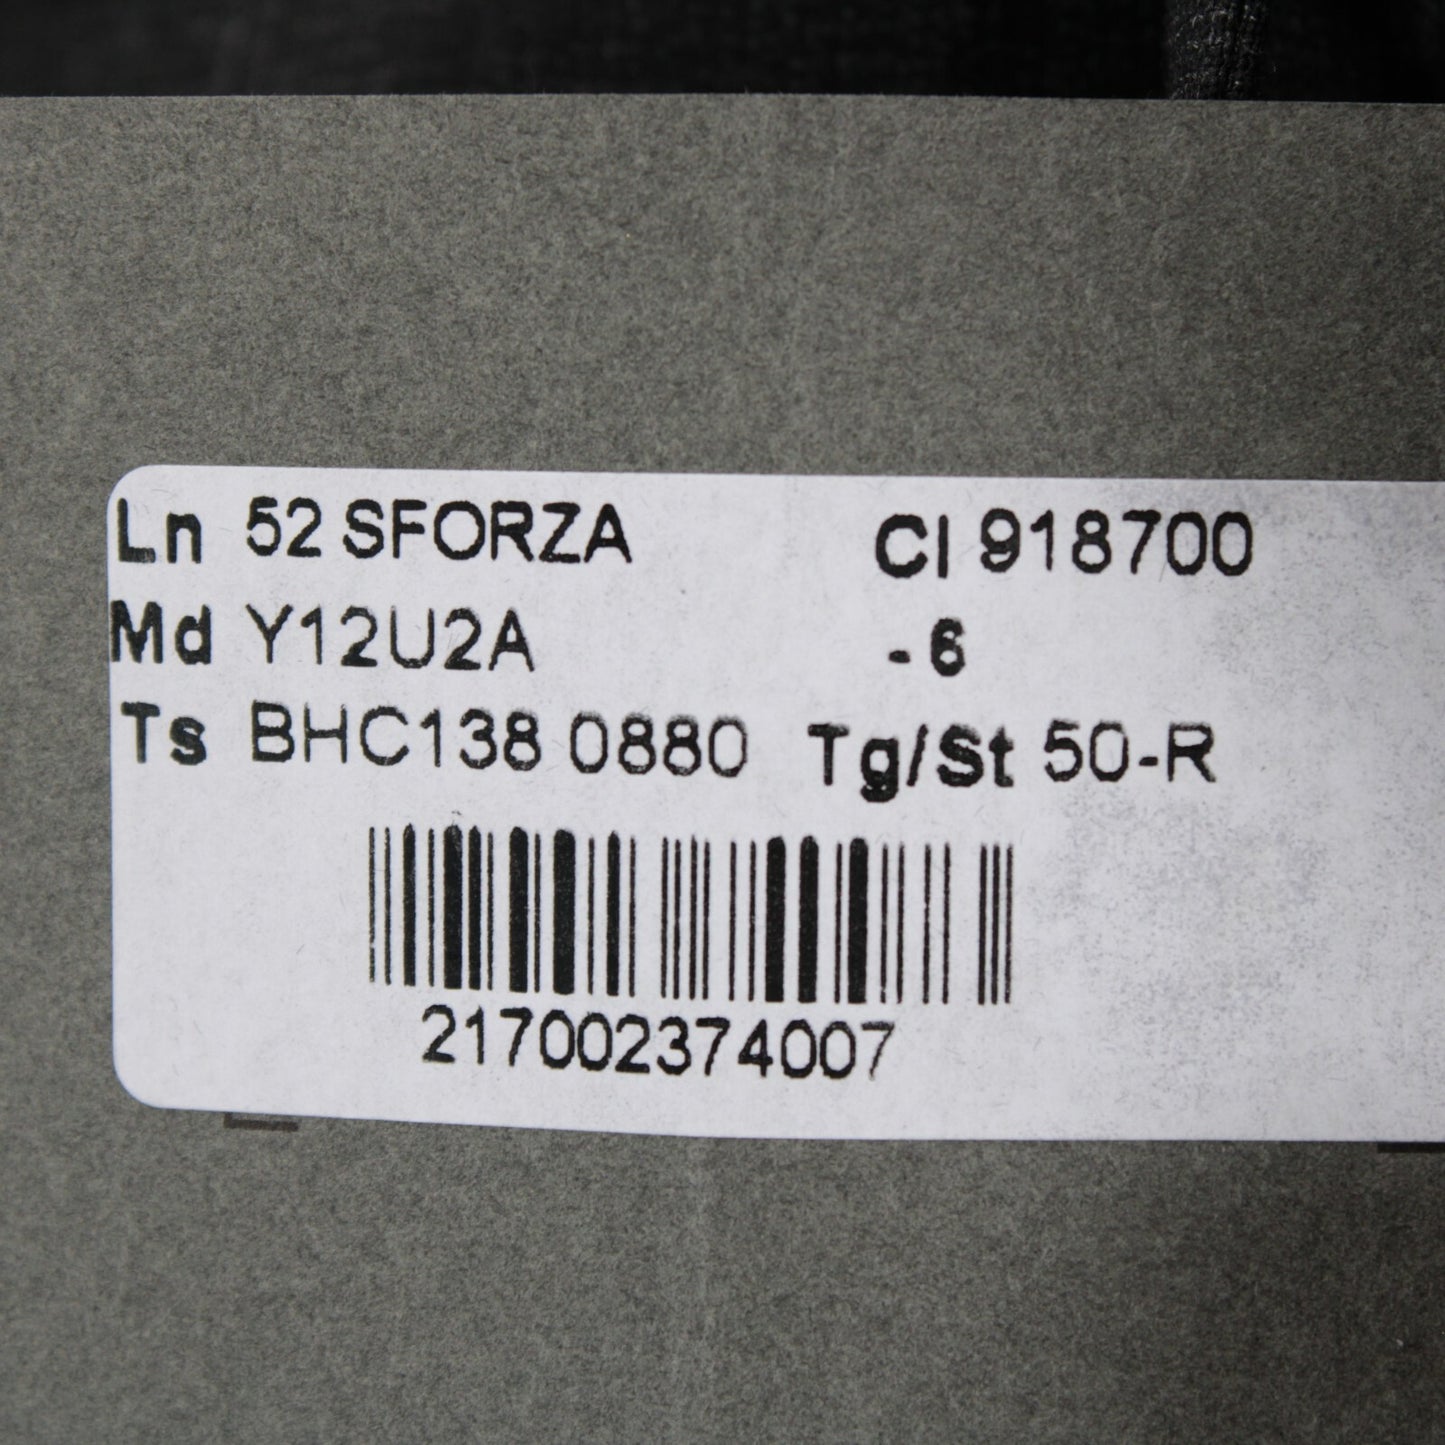 Ln 52 SFORZA Cl 918700
Md Y12U2A - 6
Ts BHC138 0880 Tg/St 50-R
217002374007